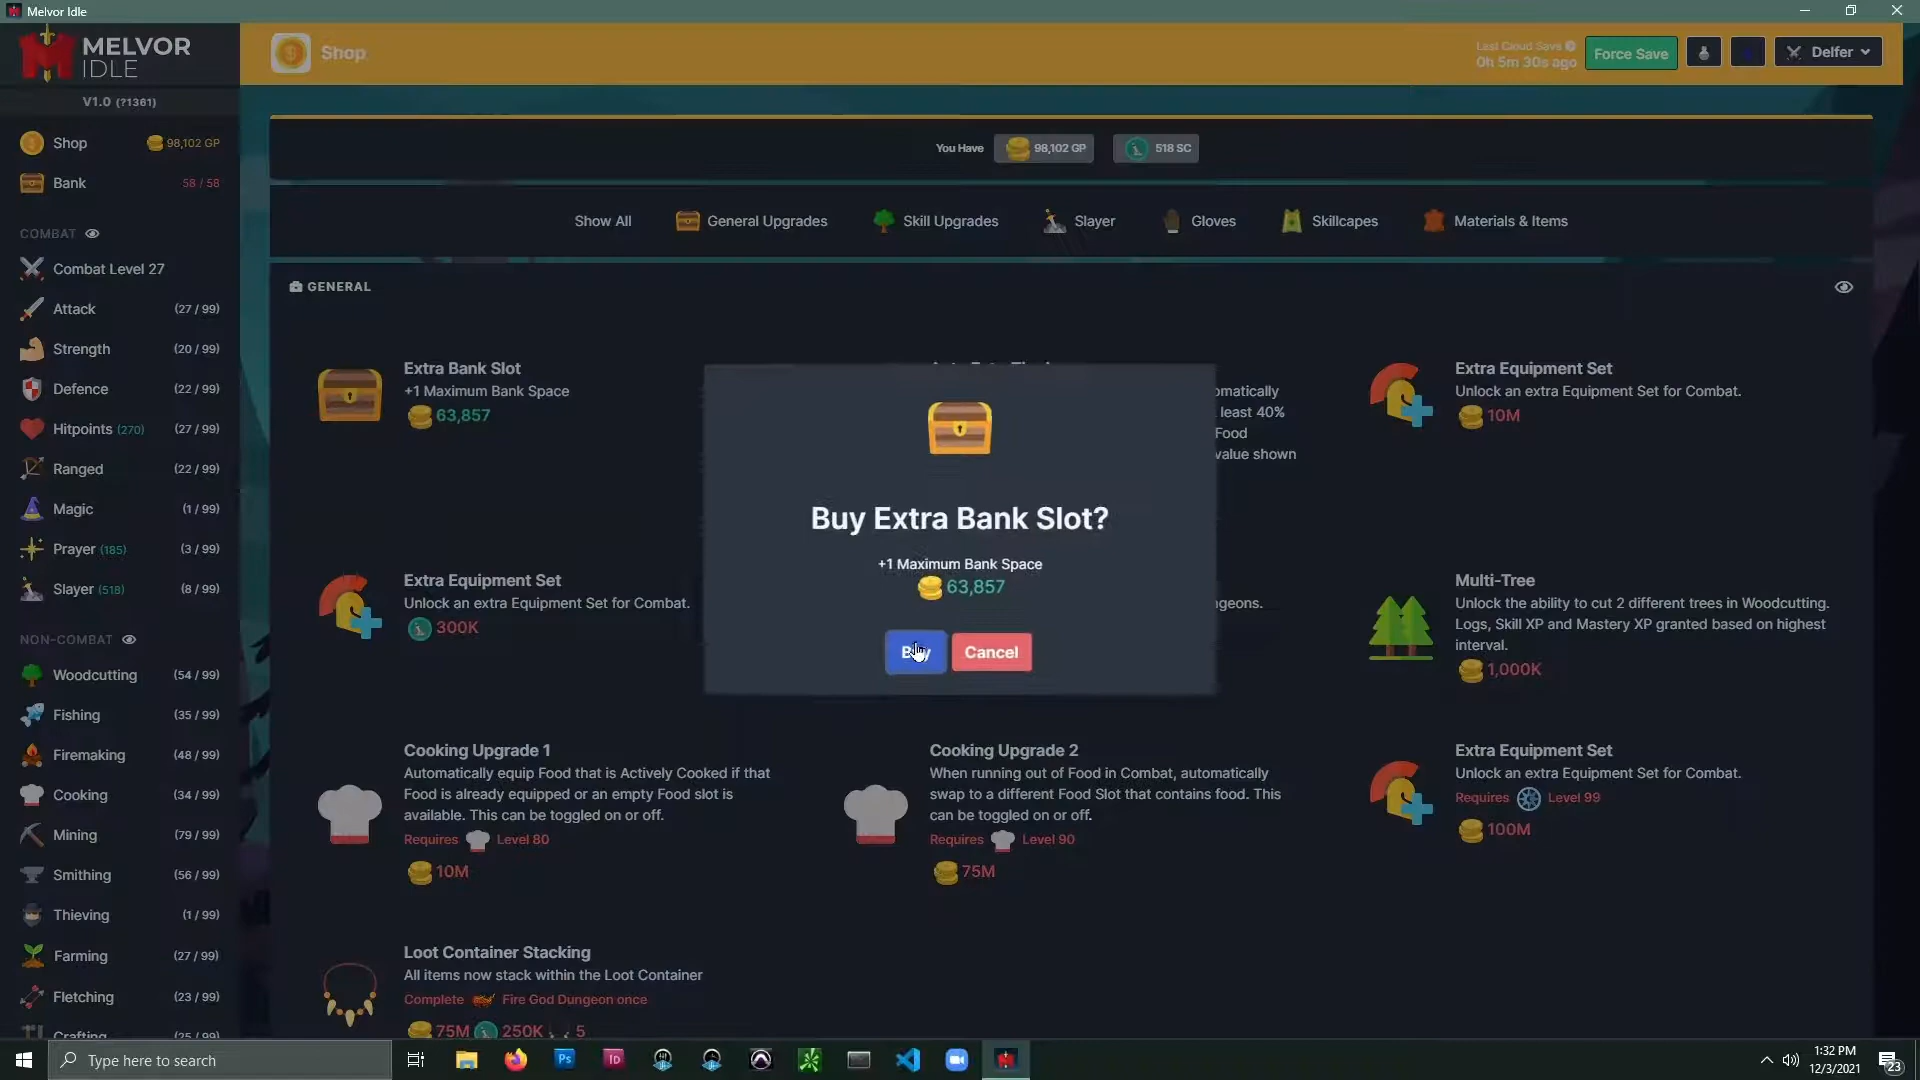 Melvor Idle
MELVOR
IDLE
V1.0 (?1361)
Shop
98,102 GP
Bank
58 / 58
COMBAT
Combat Level 27
Attack
(27 / 99)
Strength
(20 / 99)
Defence
(22 / 99)
Hitpoints (270)
(27 / 99)
Ranged
(22 / 99)
Magic
(1 / 99)
Prayer (185)
(3 / 99)
Slayer (518)
(8 / 99)
NON-COMBAT
Woodcutting
(54 / 99)
Fishing
(35 / 99)
Firemaking
(48 / 99)
Cooking
(34 / 99)
Mining
(79 / 99)
Smithing
(56 / 99)
Thieving
(1 / 99)
Farming
(27 / 99)
Fletching
(23 / 99)
Crafting
(25 / 99)
Shop
Last Cloud Save
0h 5m 30s ago
Force Save
Delfer
You Have
98,102 GP
518 SC
Show All
General Upgrades
Skill Upgrades
Slayer
Gloves
Skillcapes
Materials & Items
GENERAL
Extra Bank Slot
+1 Maximum Bank Space
63,857
omatically
least 40%
Food
value shown
Extra Equipment Set
Unlock an extra Equipment Set for Combat.
10M
Buy Extra Bank Slot?
+1 Maximum Bank Space
63,857
Buy
Cancel
Extra Equipment Set
Unlock an extra Equipment Set for Combat.
300K
ngeons.
Multi-Tree
Unlock the ability to cut 2 different trees in Woodcutting.
Logs, Skill XP and Mastery XP granted based on highest
interval.
1,000K
Cooking Upgrade 1
Automatically equip Food that is Actively Cooked if that
Food is already equipped or an empty Food slot is
available. This can be toggled on or off.
Requires Level 80
10M
Cooking Upgrade 2
When running out of Food in Combat, automatically
swap to a different Food Slot that contains food. This
can be toggled on or off.
Requires Level 90
75M
Extra Equipment Set
Unlock an extra Equipment Set for Combat.
Requires Level 99
100M
Loot Container Stacking
All items now stack within the Loot Container
Complete Fire God Dungeon once
75M 250K 5
Type here to search
Ps
ID
1:32 PM
12/3/2021
23